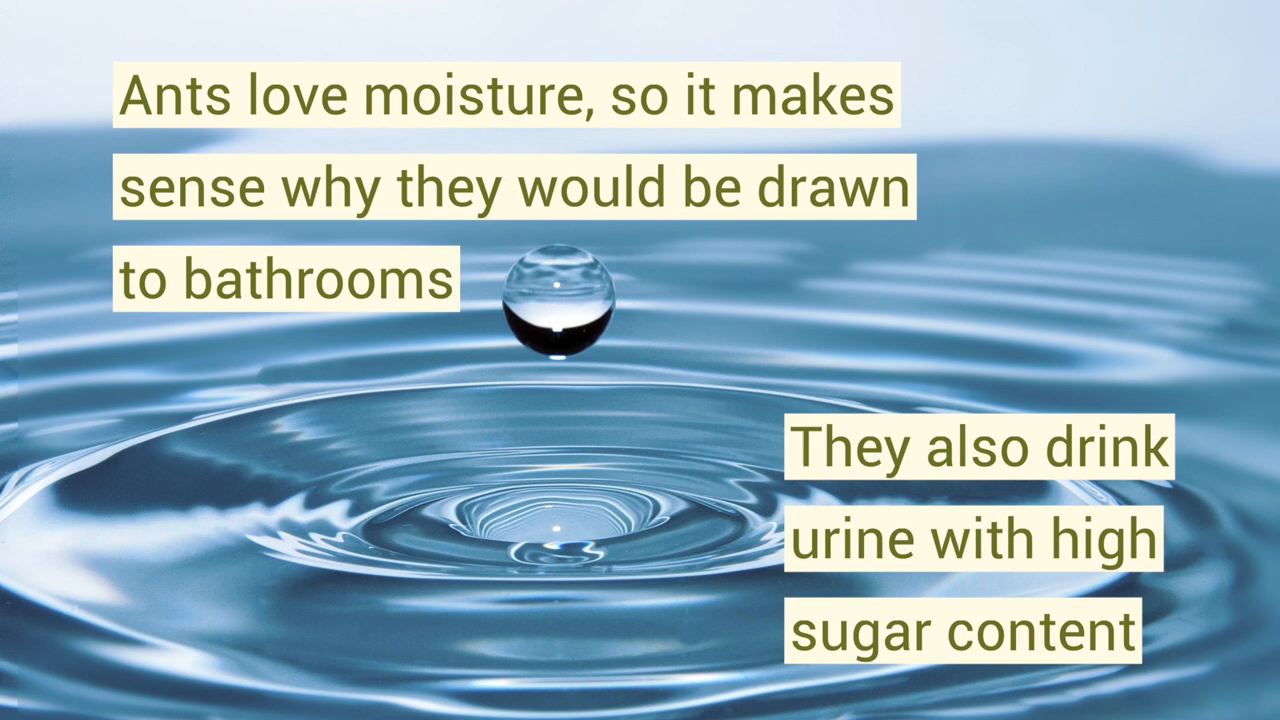 Ants love moisture, so it makes
sense why they would be drawn
to bathrooms
They also drink
urine with high
sugar content